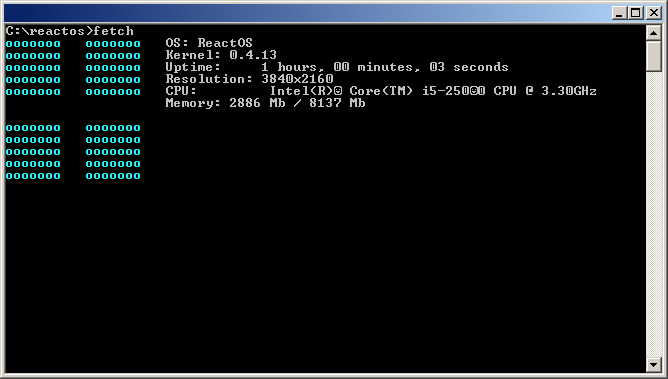 C:\reactos>fetch
ooooooo   ooooooo   OS: ReactOS
ooooooo   ooooooo   Kernel: 0.4.13
ooooooo   ooooooo   Uptime:     1 hours, 00 minutes, 03 seconds
ooooooo   ooooooo   Resolution: 3840x2160
ooooooo   ooooooo   CPU:         Intel(R)☺ Core(TM) i5-250☺0 CPU @ 3.30GHz
Memory: 2886 Mb / 8137 Mb
ooooooo   ooooooo
ooooooo   ooooooo
ooooooo   ooooooo
ooooooo   ooooooo
ooooooo   ooooooo